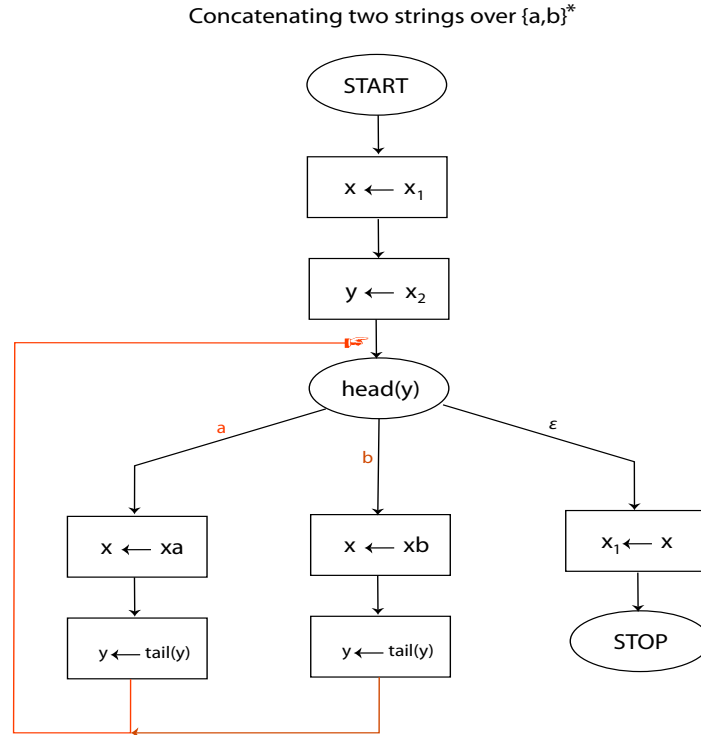 Concatenating two strings over {a,b}*
START
x ← x₁
y ← x₂
head(y)
a
b
ε
x ← xa
x ← xb
x₁ ← x
y ← tail(y)
y ← tail(y)
STOP